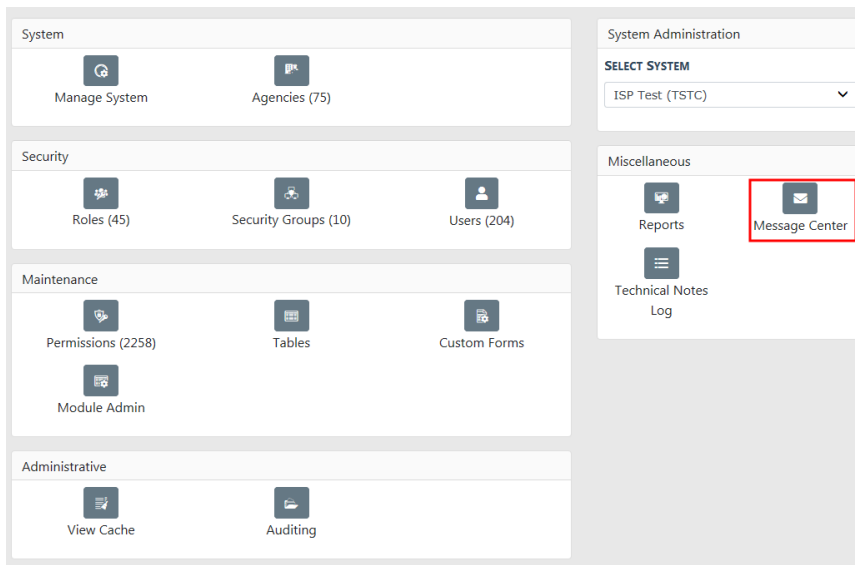 System
Manage System
Agencies (75)
Security
Roles (45)
Security Groups (10)
Users (204)
Maintenance
Permissions (2258)
Tables
Custom Forms
Module Admin
Administrative
View Cache
Auditing
System Administration
SELECT SYSTEM
ISP Test (TSTC)
Miscellaneous
Reports
Message Center
Technical Notes
Log